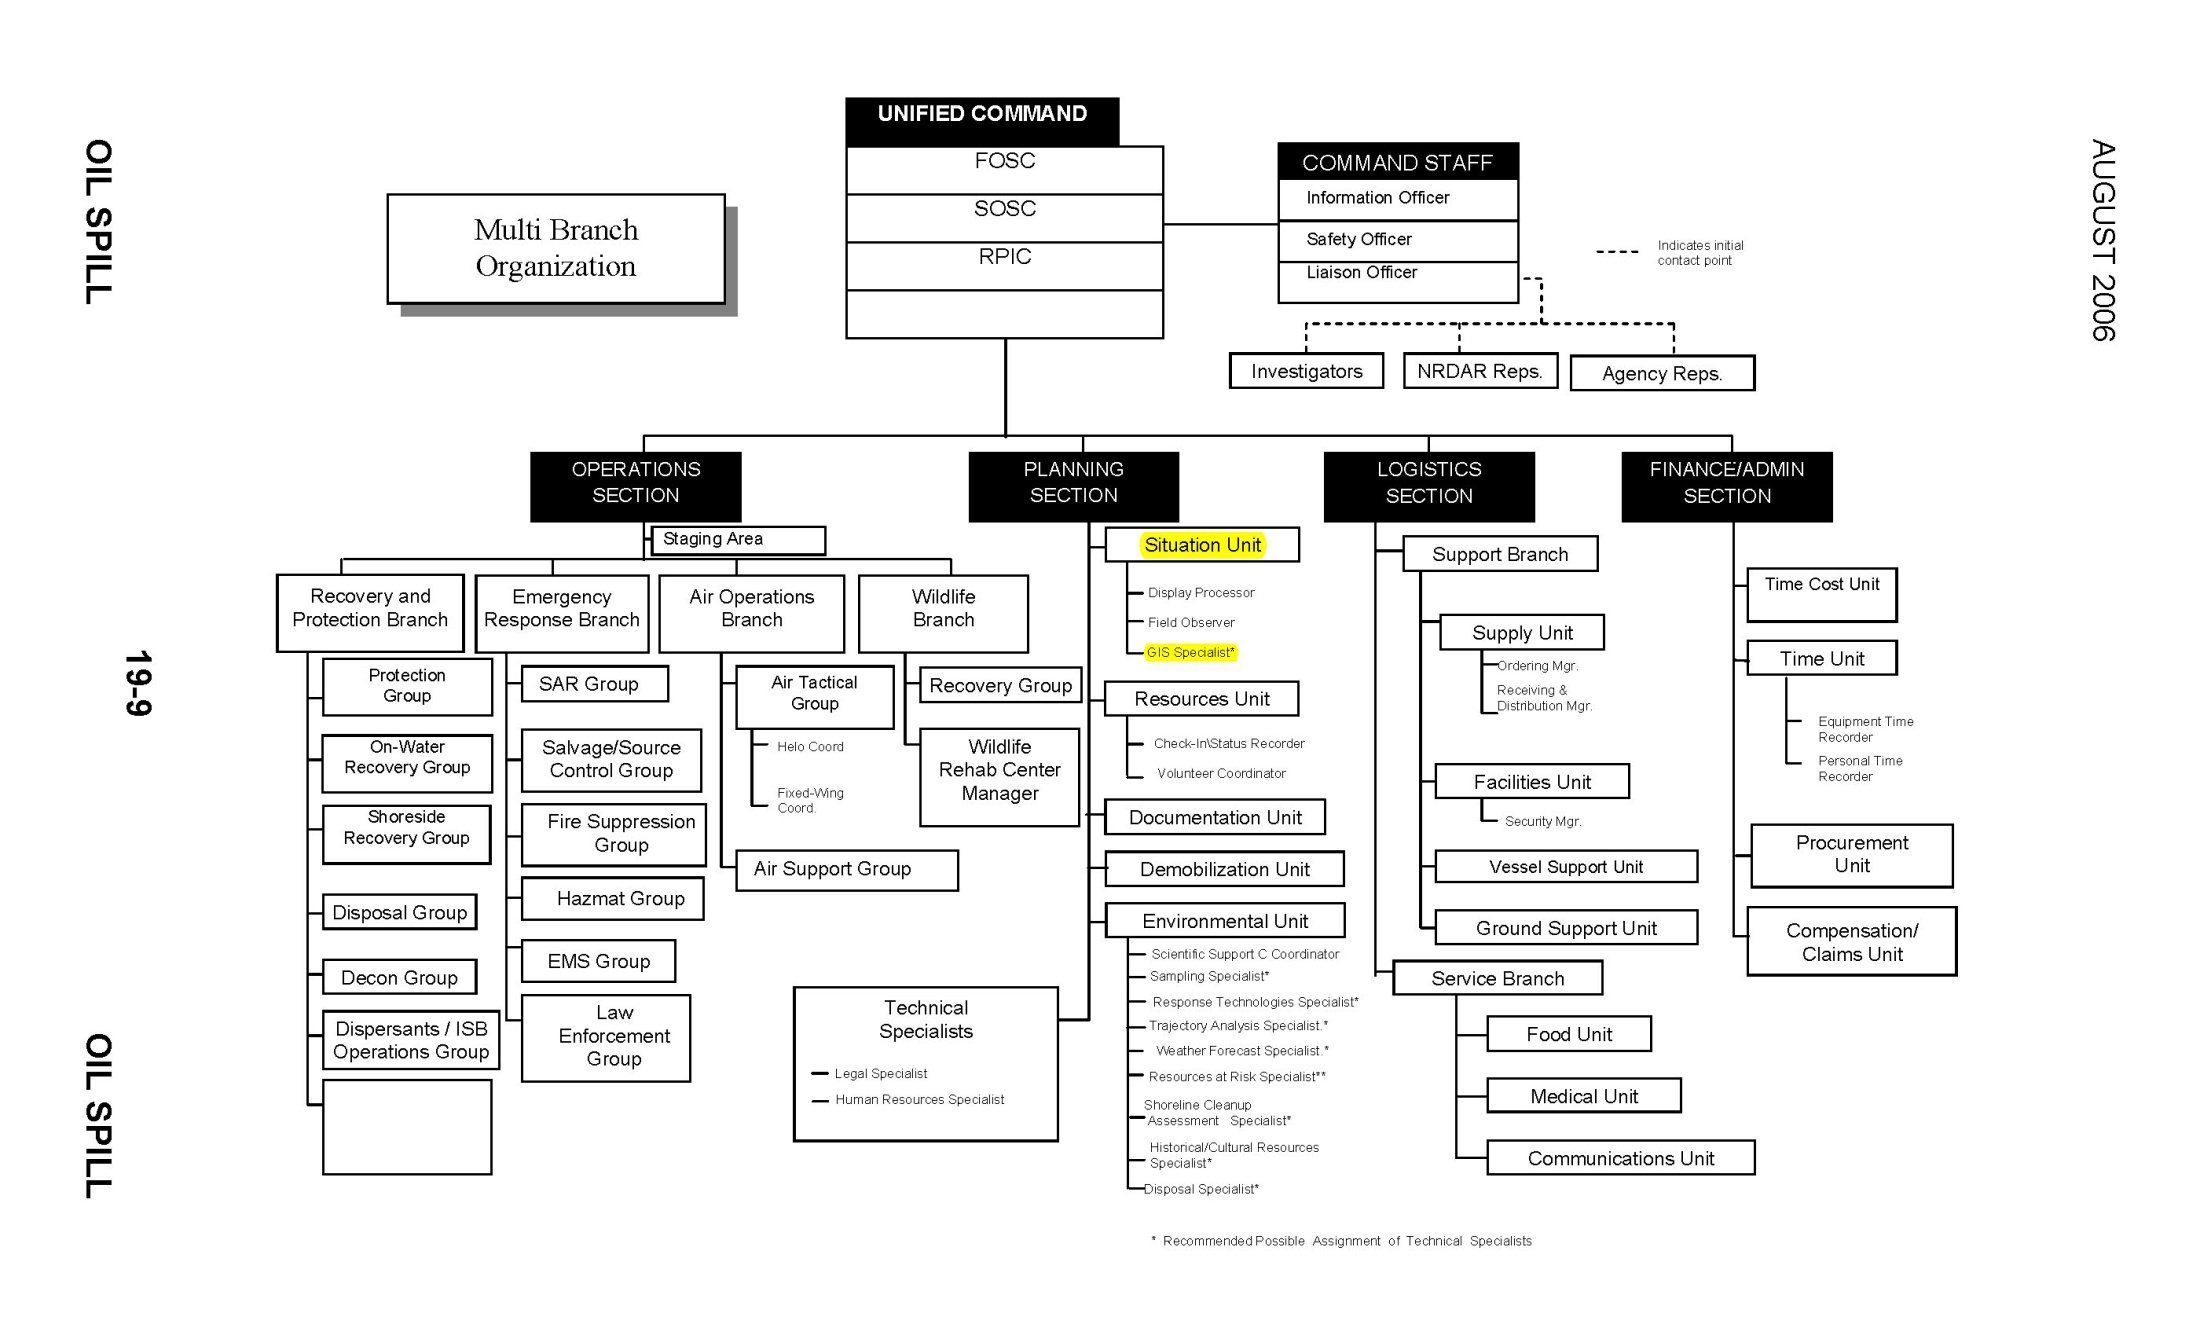 OIL SPILL
19-9
OIL SPILL
AUGUST 2006
Multi Branch
Organization
UNIFIED COMMAND
FOSC
SOSC
RPIC
COMMAND STAFF
Information Officer
Safety Officer
Liaison Officer
Indicates initial
contact point
Investigators
NRDAR Reps.
Agency Reps.
OPERATIONS
SECTION
Staging Area
Recovery and
Protection Branch
Protection
Group
On-Water
Recovery Group
Shoreside
Recovery Group
Disposal Group
Decon Group
Dispersants / ISB
Operations Group
Emergency
Response Branch
SAR Group
Salvage/Source
Control Group
Fire Suppression
Group
Hazmat Group
EMS Group
Law
Enforcement
Group
Air Operations
Branch
Air Tactical
Group
Helo Coord
Fixed-Wing
Coord.
Air Support Group
Wildlife
Branch
Recovery Group
Wildlife
Rehab Center
Manager
PLANNING
SECTION
Situation Unit
Display Processor
Field Observer
GIS Specialist*
Resources Unit
Check-In\Status Recorder
Volunteer Coordinator
Documentation Unit
Demobilization Unit
Environmental Unit
Scientific Support C Coordinator
Sampling Specialist*
Response Technologies Specialist*
Trajectory Analysis Specialist.*
Weather Forecast Specialist.*
Resources at Risk Specialist**
Shoreline Cleanup
Assessment Specialist*
Historical/Cultural Resources
Specialist*
Disposal Specialist*
Technical
Specialists
Legal Specialist
Human Resources Specialist
LOGISTICS
SECTION
Support Branch
Supply Unit
Ordering Mgr.
Receiving &
Distribution Mgr.
Facilities Unit
Security Mgr.
Vessel Support Unit
Ground Support Unit
Service Branch
Food Unit
Medical Unit
Communications Unit
FINANCE/ADMIN
SECTION
Time Cost Unit
Time Unit
Equipment Time
Recorder
Personal Time
Recorder
Procurement
Unit
Compensation/
Claims Unit
* Recommended Possible Assignment of Technical Specialists